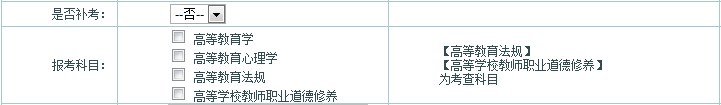 是否补考：
--否--
报考科目：
高等教育学
高等教育心理学
高等教育法规
高等学校教师职业道德修养
【高等教育法规】
【高等学校教师职业道德修养】
为考查科目